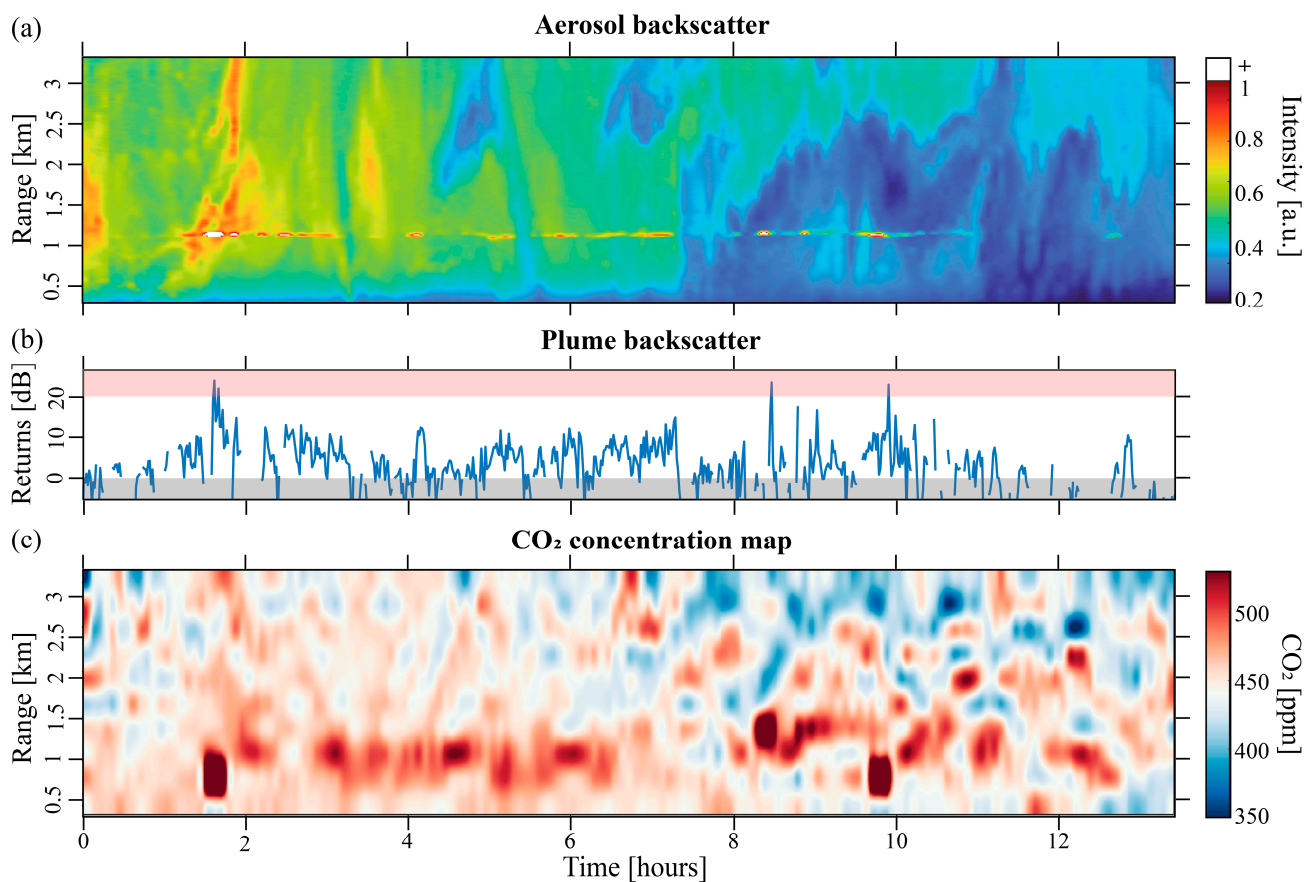 (a)
Aerosol backscatter
Range [km]
3
2.5
2
1.5
1
0.5
+
1
0.8
0.6
0.4
0.2
Intensity [a.u.]
(b)
Plume backscatter
Returns [dB]
20
10
0
(c)
CO₂ concentration map
Range [km]
3
2.5
2
1.5
1
0.5
500
450
400
350
CO₂ [ppm]
0 2 4 6 8 10 12
Time [hours]